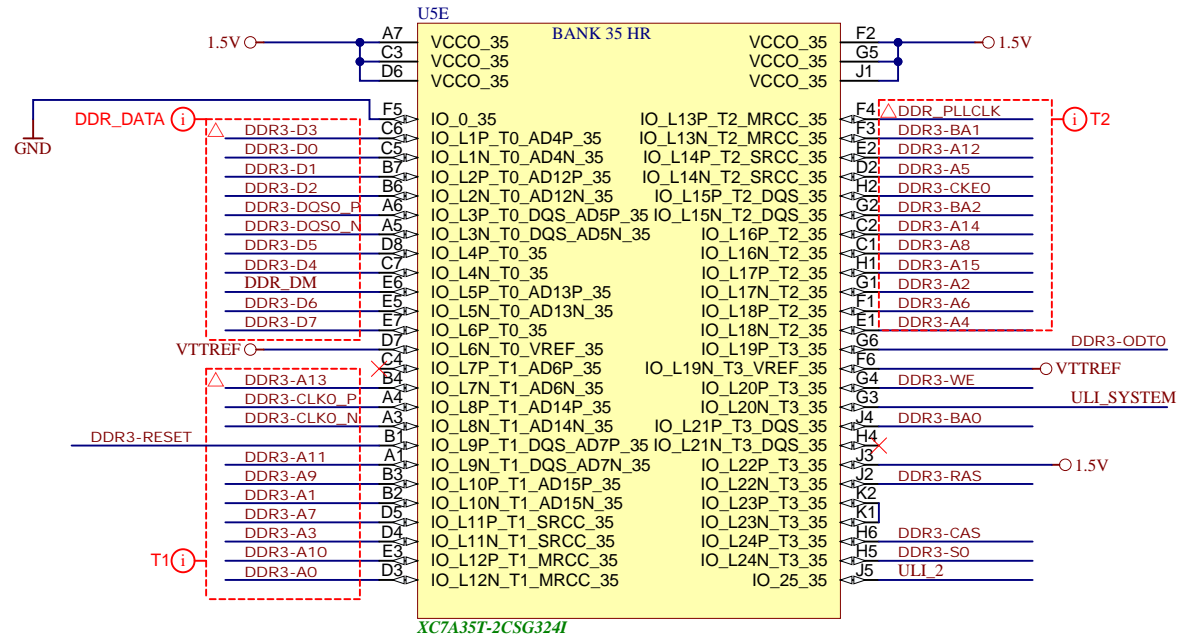 U5E
BANK 35 HR
1.5V A7 VCCO_35 VCCO_35 F2 1.5V
C3 VCCO_35 VCCO_35 G5
D6 VCCO_35 VCCO_35 J1
GND
DDR_DATA
T2
T1
F5 IO_0_35 IO_L13P_T2_MRCC_35 F4 DDR_PLLCLK
DDR3-D3 C6 IO_L1P_T0_AD4P_35 IO_L13N_T2_MRCC_35 F3 DDR3-BA1
DDR3-D0 C5 IO_L1N_T0_AD4N_35 IO_L14P_T2_SRCC_35 E2 DDR3-A12
DDR3-D1 B7 IO_L2P_T0_AD12P_35 IO_L14N_T2_SRCC_35 D2 DDR3-A5
DDR3-D2 B6 IO_L2N_T0_AD12N_35 IO_L15P_T2_DQS_35 H2 DDR3-CKE0
DDR3-DQS0_P A6 IO_L3P_T0_DQS_AD5P_35 IO_L15N_T2_DQS_35 G2 DDR3-BA2
DDR3-DQS0_N A5 IO_L3N_T0_DQS_AD5N_35 IO_L16P_T2_35 C2 DDR3-A14
DDR3-D5 D8 IO_L4P_T0_35 IO_L16N_T2_35 C1 DDR3-A8
DDR3-D4 C7 IO_L4N_T0_35 IO_L17P_T2_35 H1 DDR3-A15
DDR_DM E6 IO_L5P_T0_AD13P_35 IO_L17N_T2_35 G1 DDR3-A2
DDR3-D6 E5 IO_L5N_T0_AD13N_35 IO_L18P_T2_35 F1 DDR3-A6
DDR3-D7 E7 IO_L6P_T0_35 IO_L18N_T2_35 E1 DDR3-A4
VTTREF D7 IO_L6N_T0_VREF_35 IO_L19P_T3_35 G6 DDR3-ODT0
C4 IO_L7P_T1_AD6P_35 IO_L19N_T3_VREF_35 F6 VTTREF
DDR3-A13 B4 IO_L7N_T1_AD6N_35 IO_L20P_T3_35 G4 DDR3-WE
DDR3-CLK0_P A4 IO_L8P_T1_AD14P_35 IO_L20N_T3_35 G3 ULI_SYSTEM
DDR3-CLK0_N A3 IO_L8N_T1_AD14N_35 IO_L21P_T3_DQS_35 J4 DDR3-BA0
DDR3-RESET B1 IO_L9P_T1_DQS_AD7P_35 IO_L21N_T3_DQS_35 H4
DDR3-A11 A1 IO_L9N_T1_DQS_AD7N_35 IO_L22P_T3_35 J3 1.5V
DDR3-A9 B3 IO_L10P_T1_AD15P_35 IO_L22N_T3_35 J2 DDR3-RAS
DDR3-A1 B2 IO_L10N_T1_AD15N_35 IO_L23P_T3_35 K2
DDR3-A7 D5 IO_L11P_T1_SRCC_35 IO_L23N_T3_35 K1
DDR3-A3 D4 IO_L11N_T1_SRCC_35 IO_L24P_T3_35 H6 DDR3-CAS
DDR3-A10 E3 IO_L12P_T1_MRCC_35 IO_L24N_T3_35 H5 DDR3-S0
DDR3-A0 D3 IO_L12N_T1_MRCC_35 IO_25_35 J5 ULI_2
XC7A35T-2CSG324I